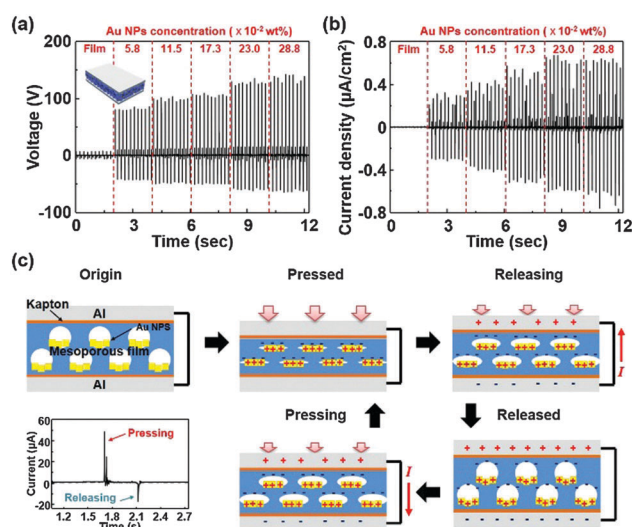 (a)
Au NPs concentration ( × 10-2 wt%)
Film 5.8 11.5 17.3 23.0 28.8
200
100
0
-100
Voltage (V)
0 3 6 9 12
Time (sec)
(b)
Au NPs concentration ( × 10-2 wt%)
Film 5.8 11.5 17.3 23.0 28.8
0.8
0.4
0.0
-0.4
-0.8
Current density (μA/cm2)
0 3 6 9 12
Time (sec)
(c)
Origin
Kapton
Al
Au NPS
Mesoporous film
Al
Pressed
+++ +++ +++
+++ +++ +++ +++
Releasing
+ + + + + + + +
+++ +++ +++
+++ +++ +++ +++
- - - - -
I
60
40
20
0
-20
Current (μA)
Pressing
Releasing
1.2 1.5 1.8 2.1 2.4 2.7
Time (s)
Pressing
+ + + + + + + +
+++ +++ +++
+++ +++ +++ +++
- - - - -
I
Released
+ + + + + + + + + + +
- - - - - - -